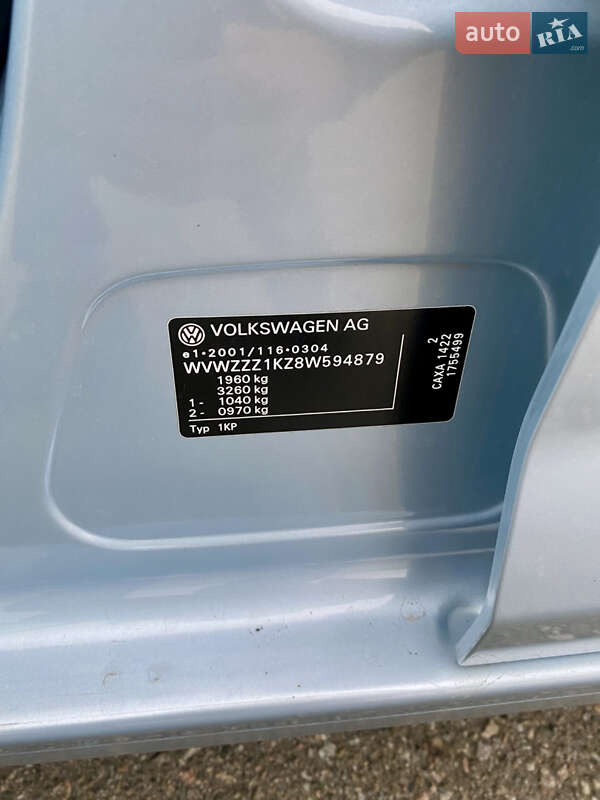 auto RIA.com
VOLKSWAGEN AG
e1*2001/116*0304
WVWZZZ1KZ8W594879
1960 kg
3260 kg
1 - 1040 kg
2 - 0970 kg
Typ 1KP
2
CAXA 1422
1755499